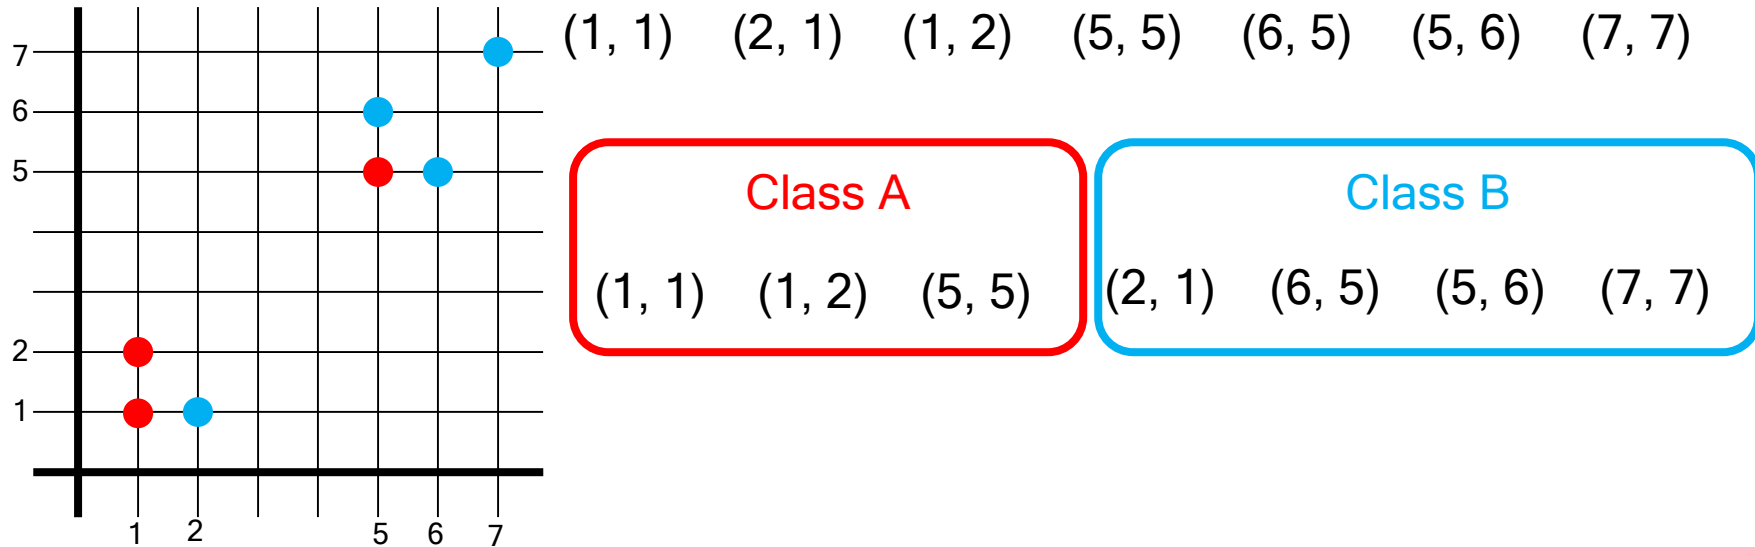 (1, 1) (2, 1) (1, 2) (5, 5) (6, 5) (5, 6) (7, 7)
7
6
5
2
1
1 2 5 6 7
Class A
(1, 1) (1, 2) (5, 5)
Class B
(2, 1) (6, 5) (5, 6) (7, 7)